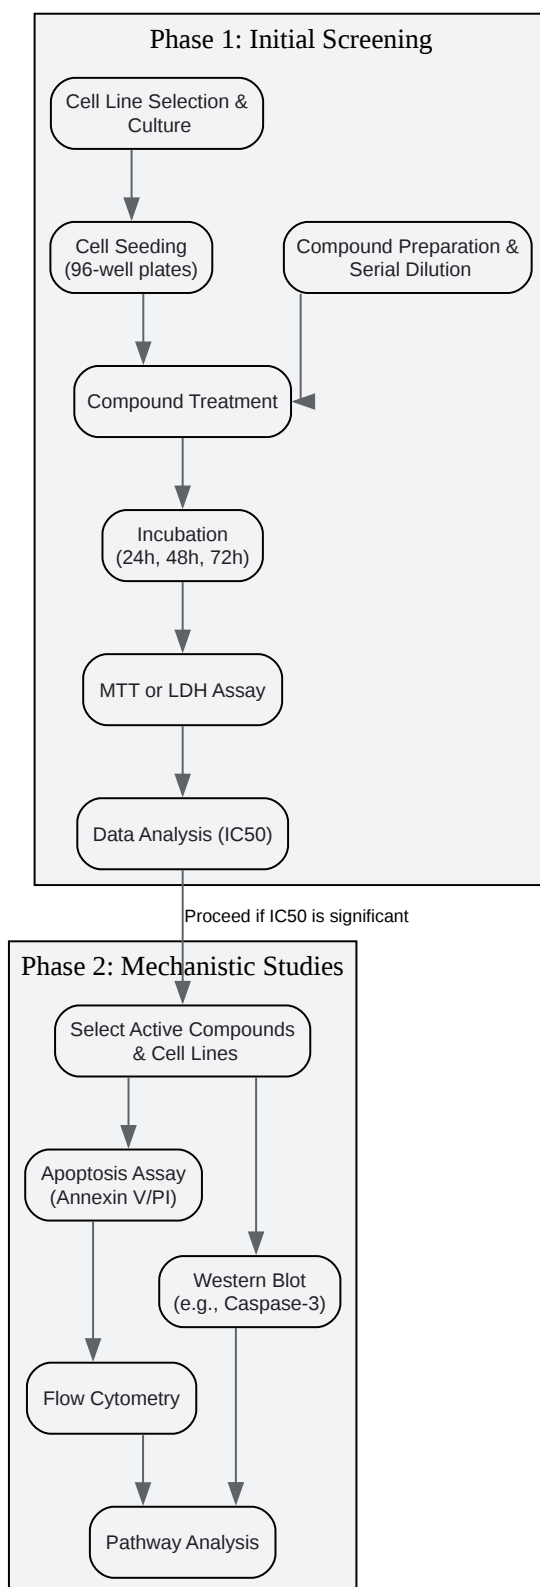 Phase 1: Initial Screening
Cell Line Selection &
Culture
Cell Seeding
(96-well plates)
Compound Preparation &
Serial Dilution
Compound Treatment
Incubation
(24h, 48h, 72h)
MTT or LDH Assay
Data Analysis (IC50)
Proceed if IC50 is significant
Phase 2: Mechanistic Studies
Select Active Compounds
& Cell Lines
Apoptosis Assay
(Annexin V/PI)
Western Blot
(e.g., Caspase-3)
Flow Cytometry
Pathway Analysis